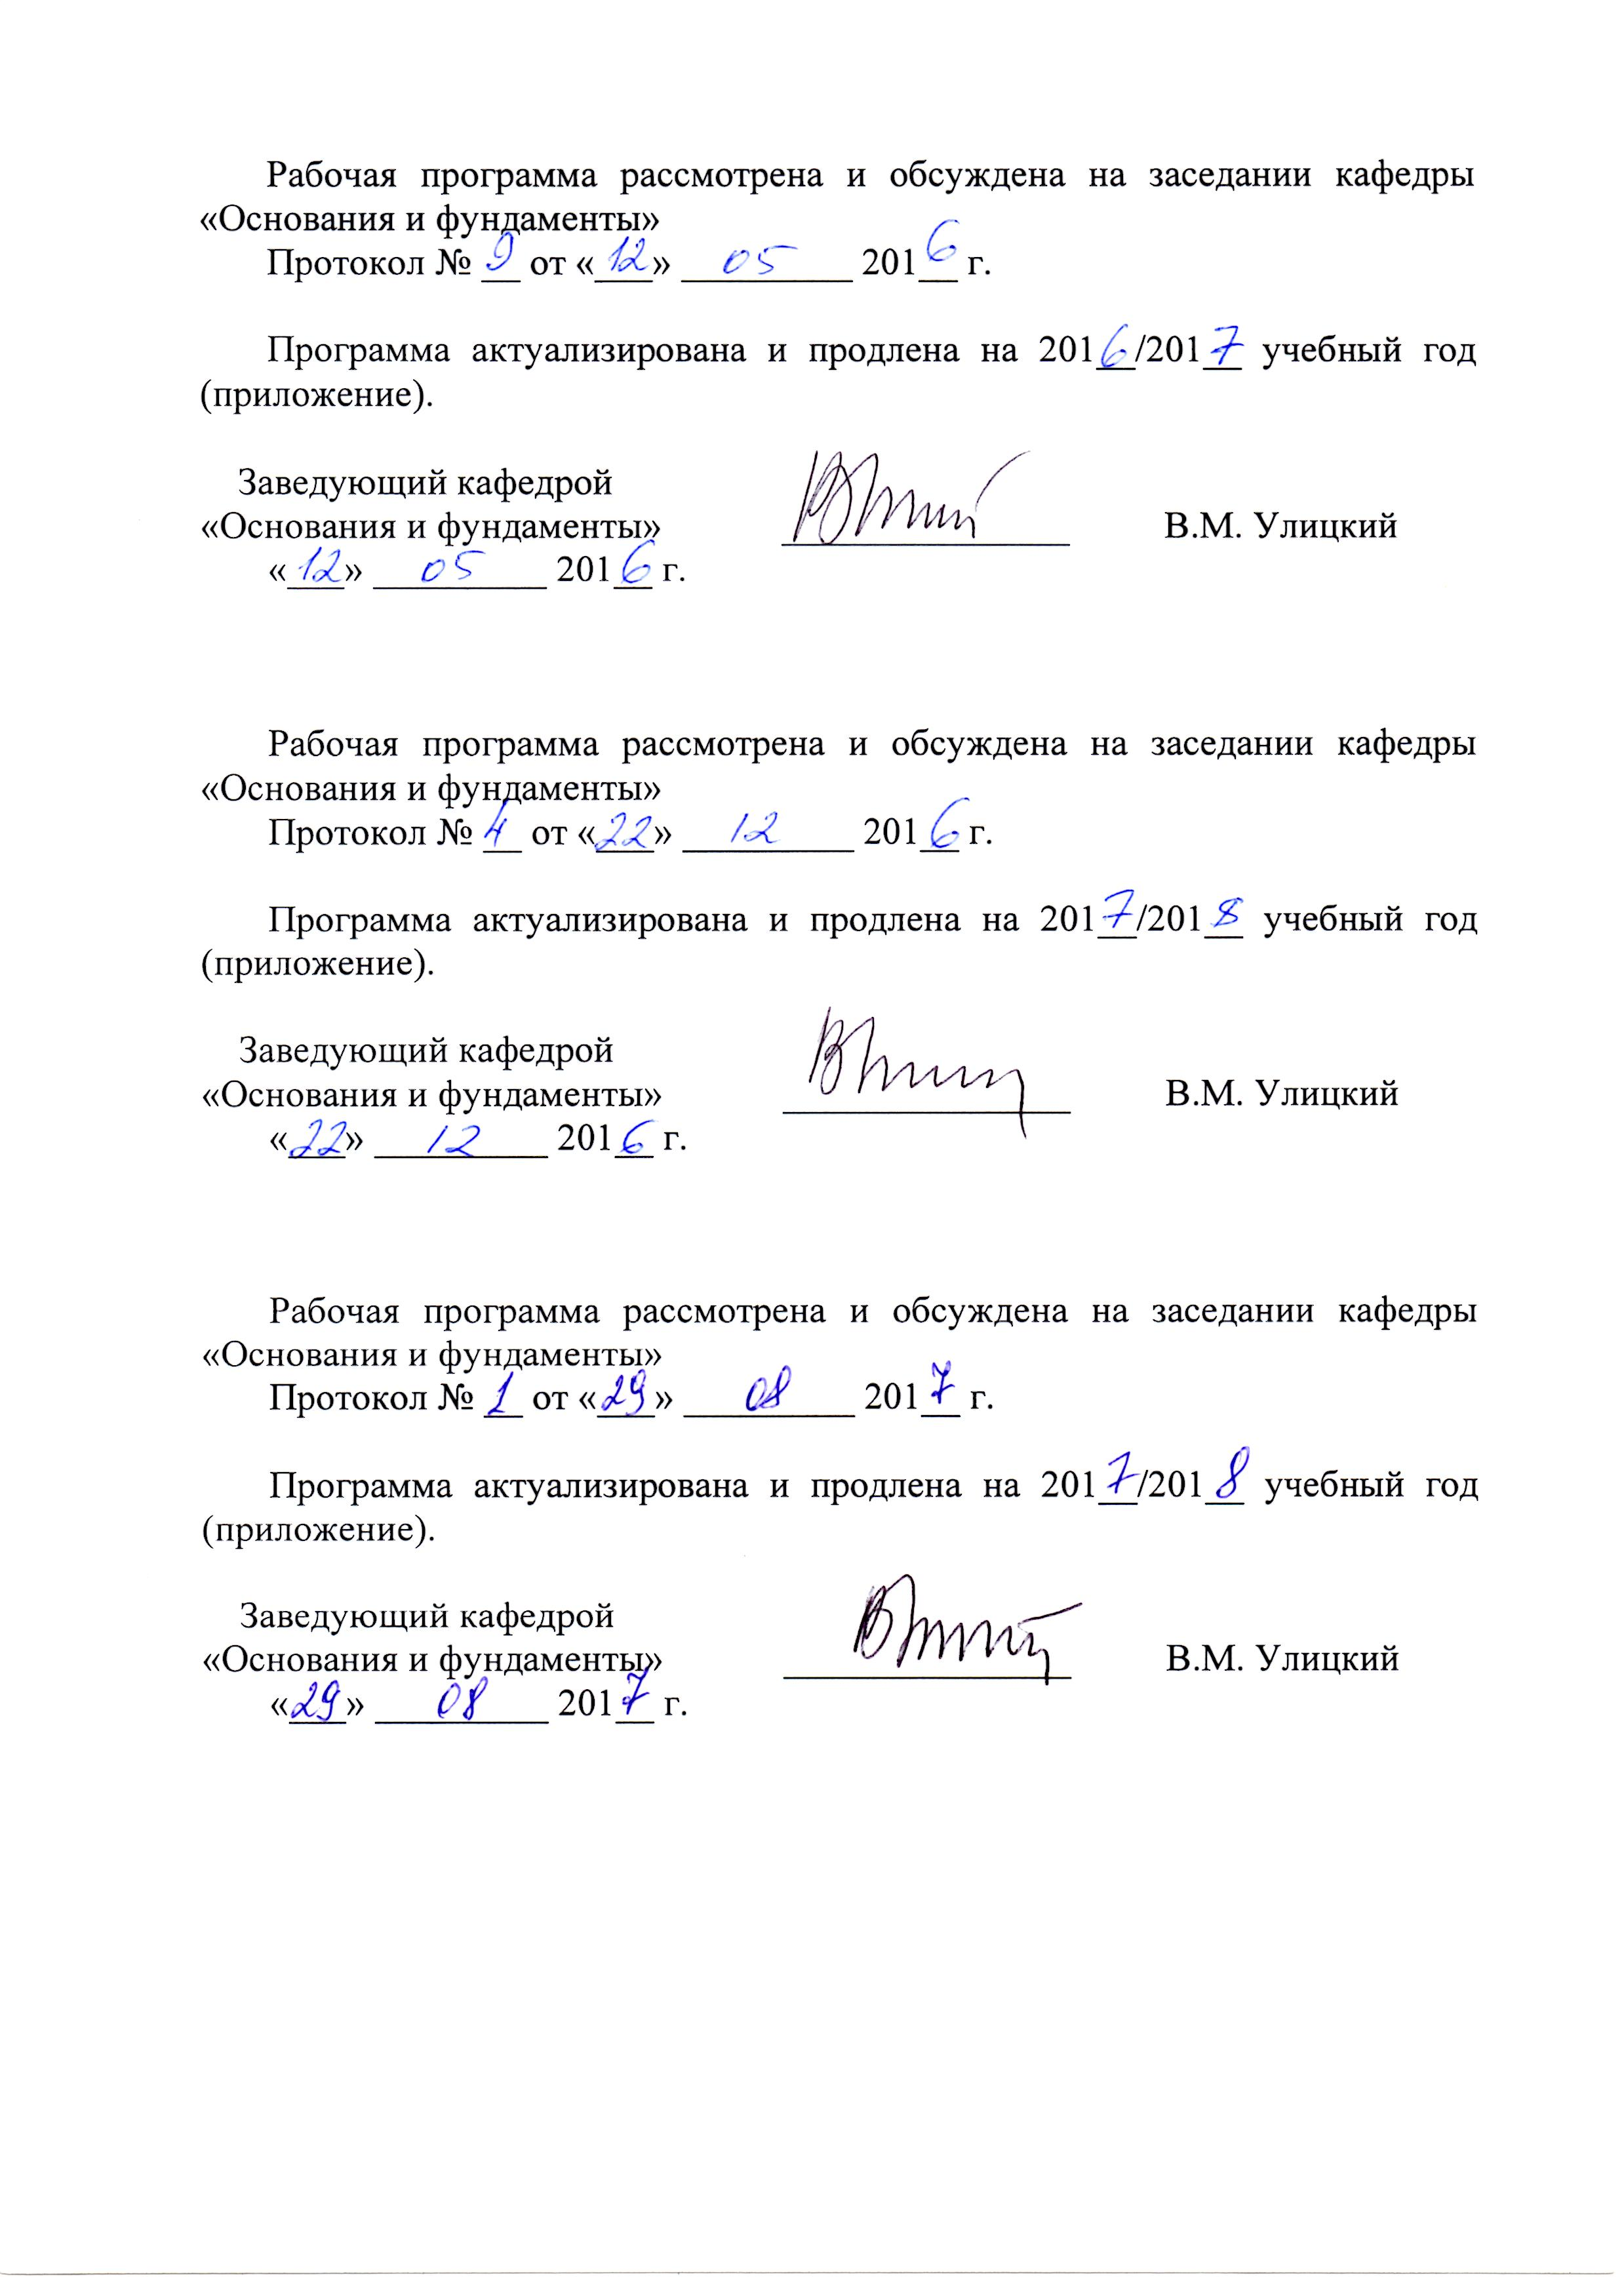 Рабочая программа рассмотрена и обсуждена на заседании кафедры
«Основания и фундаменты»
Протокол № 9 от «12» 05 2016 г.
Программа актуализирована и продлена на 2016/2017 учебный год
(приложение).
Заведующий кафедрой
«Основания и фундаменты» В.М. Улицкий
«12» 05 2016 г.
Рабочая программа рассмотрена и обсуждена на заседании кафедры
«Основания и фундаменты»
Протокол № 4 от «22» 12 2016 г.
Программа актуализирована и продлена на 2017/2018 учебный год
(приложение).
Заведующий кафедрой
«Основания и фундаменты» В.М. Улицкий
«22» 12 2016 г.
Рабочая программа рассмотрена и обсуждена на заседании кафедры
«Основания и фундаменты»
Протокол № 1 от «29» 08 2017 г.
Программа актуализирована и продлена на 2017/2018 учебный год
(приложение).
Заведующий кафедрой
«Основания и фундаменты» В.М. Улицкий
«29» 08 2017 г.